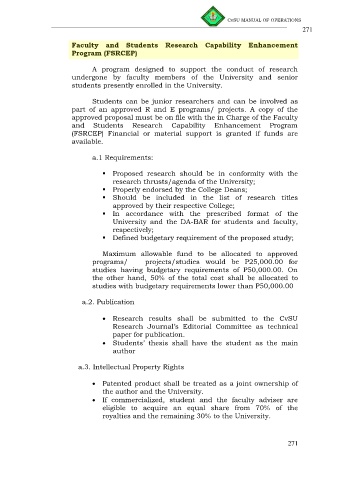 CvSU MANUAL OF OPERATIONS
271
Faculty and Students Research Capability Enhancement
Program (FSRCEP)
A program designed to support the conduct of research
undergone by faculty members of the University and senior
students presently enrolled in the University.
Students can be junior researchers and can be involved as
part of an approved R and E programs/ projects. A copy of the
approved proposal must be on file with the in Charge of the Faculty
and Students Research Capability Enhancement Program
(FSRCEP) Financial or material support is granted if funds are
available.
a.1 Requirements:
▪ Proposed research should be in conformity with the
research thrusts/agenda of the University;
▪ Properly endorsed by the College Deans;
▪ Should be included in the list of research titles
approved by their respective College;
▪ In accordance with the prescribed format of the
University and the DA-BAR for students and faculty,
respectively;
▪ Defined budgetary requirement of the proposed study;
Maximum allowable fund to be allocated to approved
programs/ projects/studies would be P25,000.00 for
studies having budgetary requirements of P50,000.00. On
the other hand, 50% of the total cost shall be allocated to
studies with budgetary requirements lower than P50,000.00
a.2. Publication
• Research results shall be submitted to the CvSU
Research Journal's Editorial Committee as technical
paper for publication.
• Students' thesis shall have the student as the main
author
a.3. Intellectual Property Rights
• Patented product shall be treated as a joint ownership of
the author and the University.
• If commercialized, student and the faculty adviser are
eligible to acquire an equal share from 70% of the
royalties and the remaining 30% to the University.
271